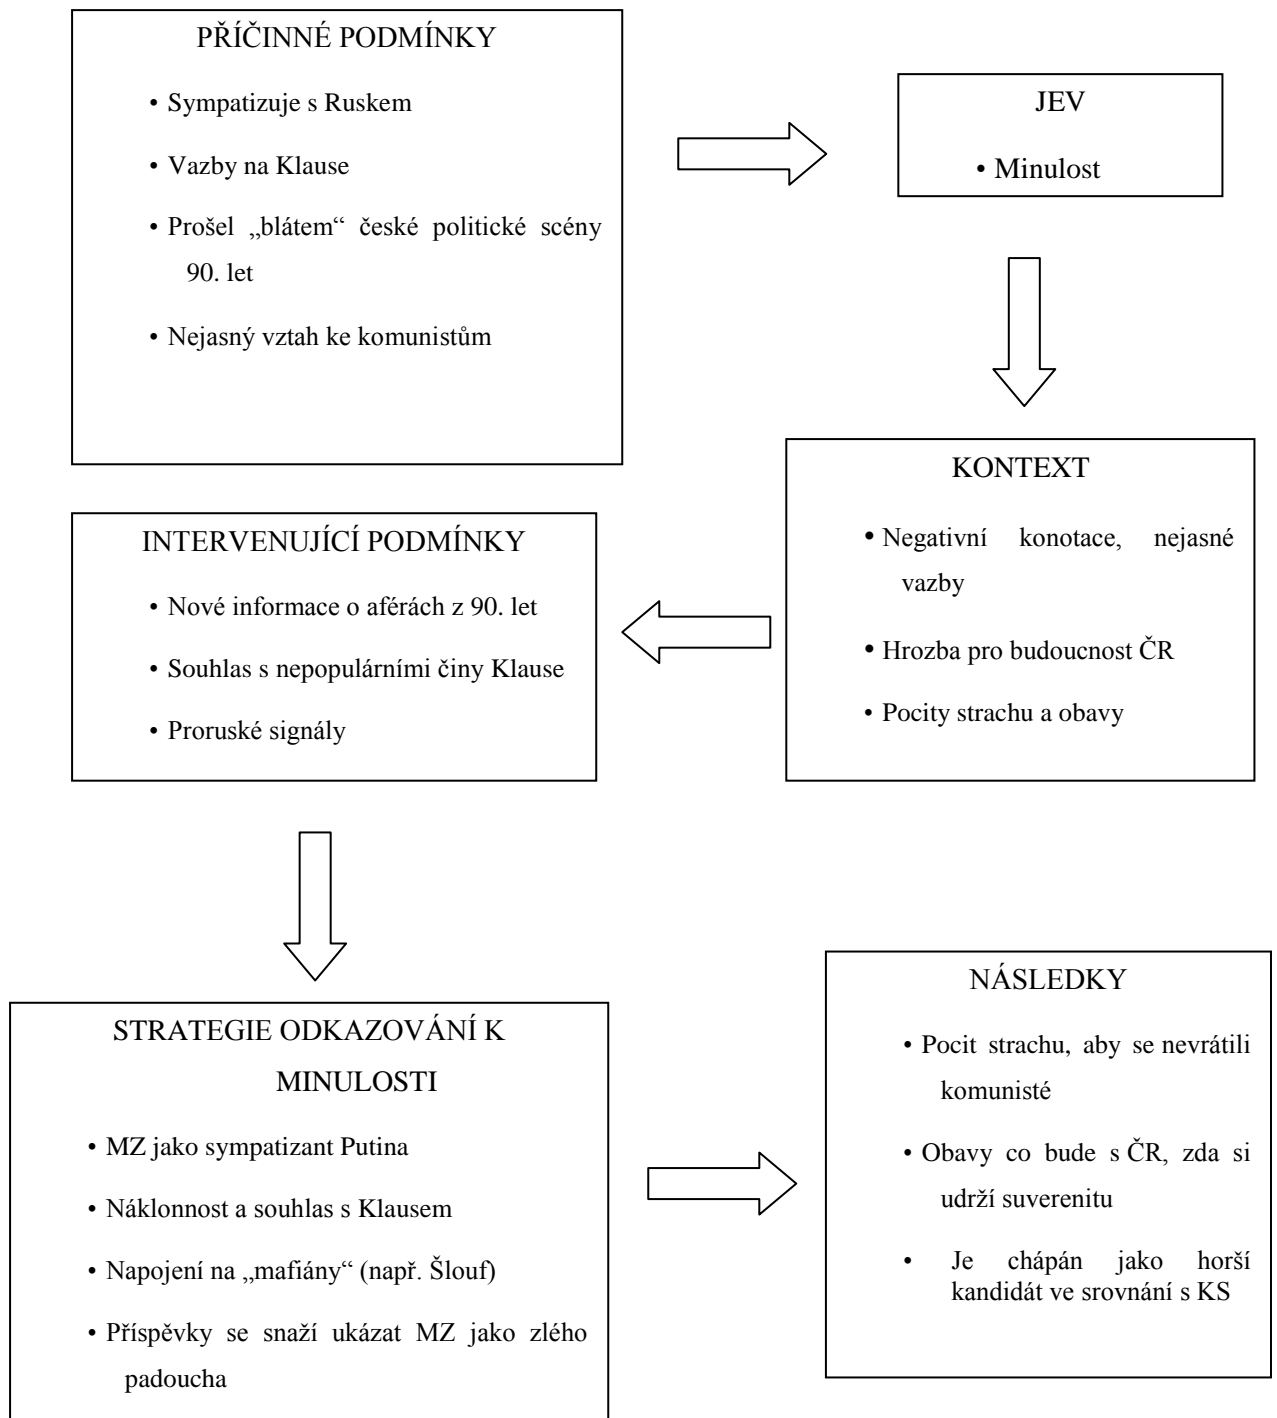 PŘÍČINNÉ PODMÍNKY
• Sympatizuje s Ruskem
• Vazby na Klause
• Prošel „blátem“ české politické scény
90. let
• Nejasný vztah ke komunistům
JEV
• Minulost
KONTEXT
• Negativní konotace, nejasné
vazby
• Hrozba pro budoucnost ČR
• Pocity strachu a obavy
INTERVENUJÍCÍ PODMÍNKY
• Nové informace o aférách z 90. let
• Souhlas s nepopulárními činy Klause
• Proruské signály
STRATEGIE ODKAZOVÁNÍ K
MINULOSTI
• MZ jako sympatizant Putina
• Náklonnost a souhlas s Klausem
• Napojení na „mafiány“ (např. Šlouf)
• Příspěvky se snaží ukázat MZ jako zlého
padoucha
NÁSLEDKY
• Pocit strachu, aby se nevrátili
komunisté
• Obavy co bude s ČR, zda si
udrží suverenitu
• Je chápán jako horší
kandidát ve srovnání s KS